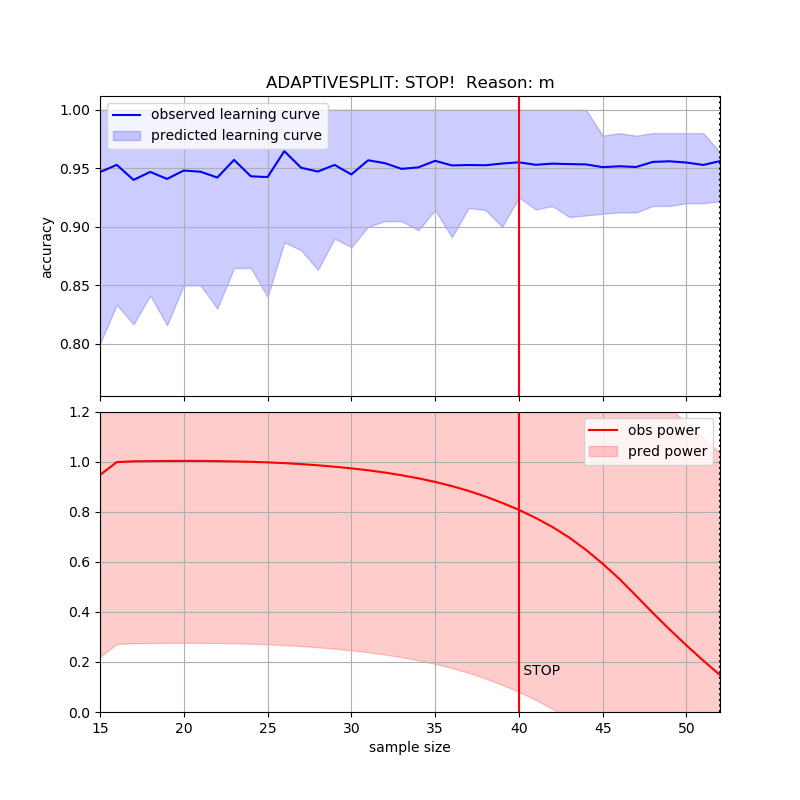 ADAPTIVESPLIT: STOP!  Reason: m
1.00
0.95
0.90
0.85
0.80
accuracy
observed learning curve
predicted learning curve
1.2
1.0
0.8
0.6
0.4
0.2
0.0
obs power
pred power
STOP
15 20 25 30 35 40 45 50
sample size